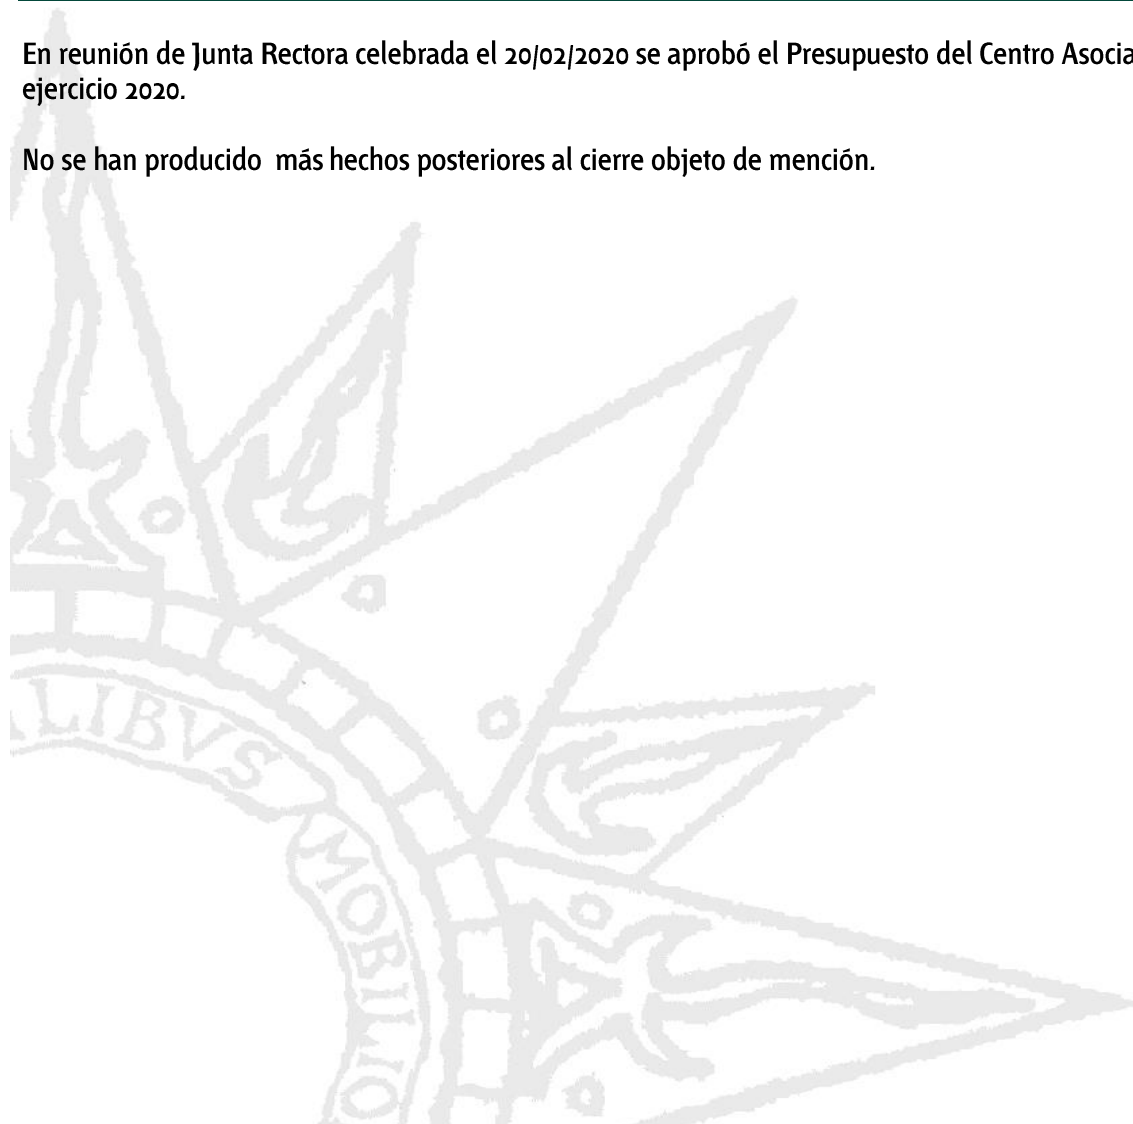 En reunión de Junta Rectora celebrada el 20/02/2020 se aprobó el Presupuesto del Centro
ejercicio 2020.
No se han producido más hechos posteriores al cierre objeto de mención.
LIBVS
MOBILIO